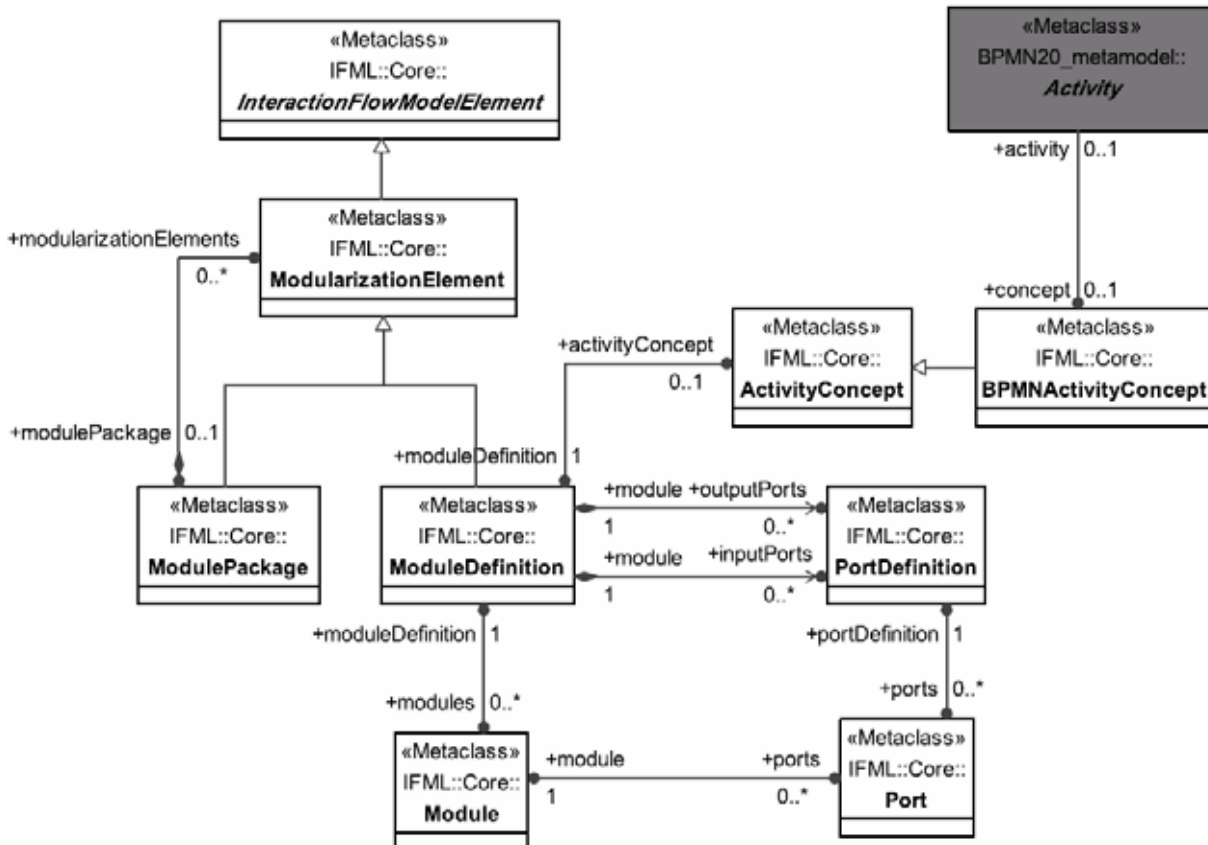 «Metaclass»
IFML::Core::
InteractionFlowModelElement
«Metaclass»
BPMN20_metamodel::
Activity
+activity 0..1
«Metaclass»
IFML::Core::
ModularizationElement
+modularizationElements
0..*
+concept 0..1
«Metaclass»
IFML::Core::
ActivityConcept
«Metaclass»
IFML::Core::
BPMNActivityConcept
+activityConcept
0..1
+modulePackage 0..1
+moduleDefinition 1
«Metaclass»
IFML::Core::
ModulePackage
«Metaclass»
IFML::Core::
ModuleDefinition
+module +outputPorts
1 0..*
+module +inputPorts
1 0..*
«Metaclass»
IFML::Core::
PortDefinition
+moduleDefinition 1
+portDefinition 1
+modules 0..*
+ports 0..*
«Metaclass»
IFML::Core::
Module
+module +ports
1 0..*
«Metaclass»
IFML::Core::
Port